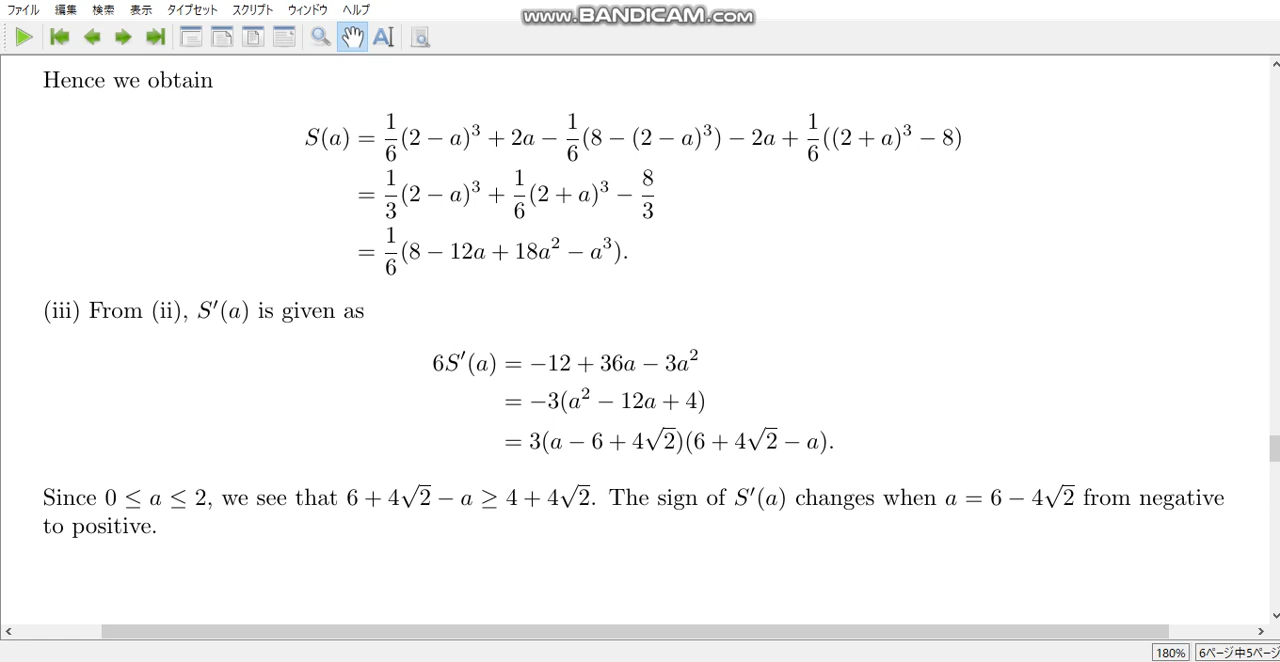 ファイル 編集 検索 表示 タイプセット スクリプト ウィンドウ ヘルプ
www.BANDICAM.com
Hence we obtain
S(a) = 1/6(2 − a)³ + 2a − 1/6(8 − (2 − a)³) − 2a + 1/6((2 + a)³ − 8)
= 1/3(2 − a)³ + 1/6(2 + a)³ − 8/3
= 1/6(8 − 12a + 18a² − a³).
(iii) From (ii), S′(a) is given as
6S′(a) = −12 + 36a − 3a²
= −3(a² − 12a + 4)
= 3(a − 6 + 4√2)(6 + 4√2 − a).
Since 0 ≤ a ≤ 2, we see that 6 + 4√2 − a ≥ 4 + 4√2. The sign of S′(a) changes when a = 6 − 4√2 from negative
to positive.
180% 6ページ中5ページ